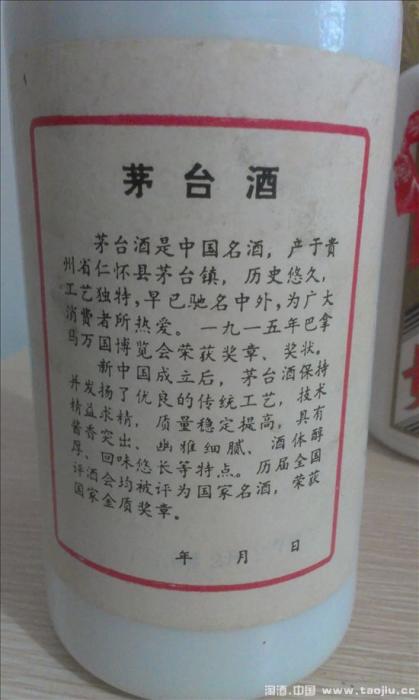 茅台酒
茅台酒是中国名酒，产于贵
州省仁怀县茅台镇，历史悠久，
工艺独特，早已驰名中外，为广大
消费者所热爱。一九一五年巴拿
马万国博览会荣获奖章、奖状。
新中国成立后，茅台酒保持
并发扬了优良的传统工艺，技术
精益求精，质量稳定提高，具有
酱香突出、幽雅细腻、酒体醇
厚、回味悠长等特点。历届全国
评酒会均被评为国家名酒，荣获
国家金质奖章。
年 月 日
淘酒.中国 www.taojiu.cc